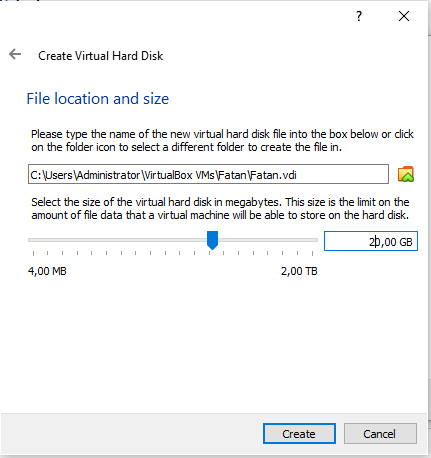 ?
Create Virtual Hard Disk
File location and size
Please type the name of the new virtual hard disk file into the box below or click
on the folder icon to select a different folder to create the file in.
C:\Users\Administrator\VirtualBox VMs\Fatan\Fatan.vdi
Select the size of the virtual hard disk in megabytes. This size is the limit on the
amount of file data that a virtual machine will be able to store on the hard disk.
20,00 GB
4,00 MB 2,00 TB
Create Cancel